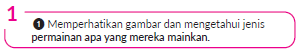 1
❶ Memperhatikan gambar dan mengetahui jenis
permainan apa yang mereka mainkan.